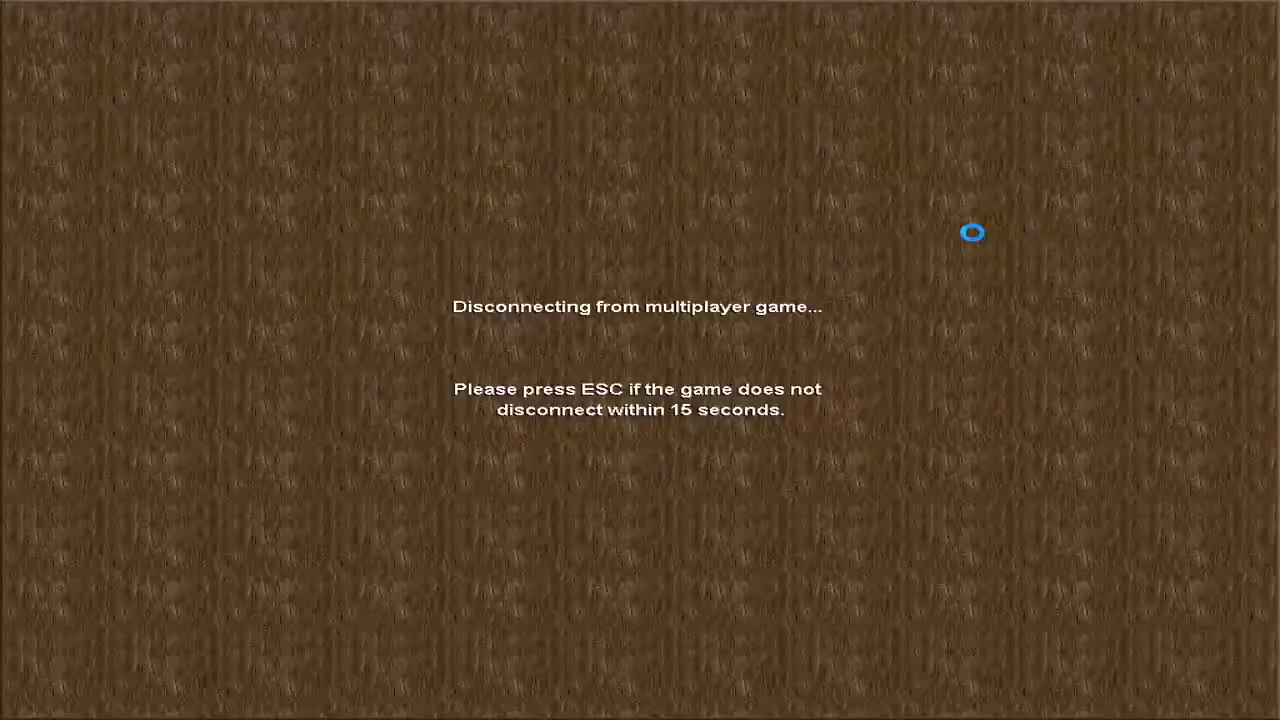 Disconnecting from multiplayer game...
Please press ESC if the game does not
disconnect within 15 seconds.